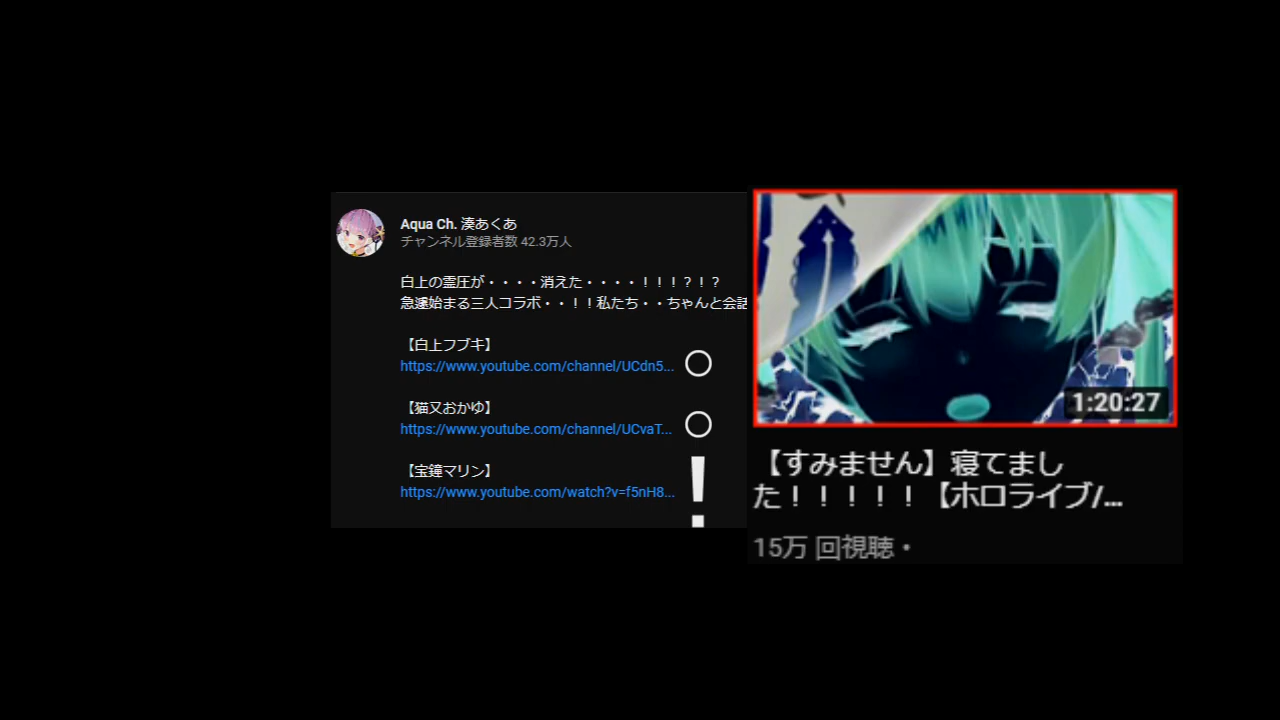 Aqua Ch. 湊あくあ
チャンネル登録者数 42.3万人
白上の霊圧が・・・・消えた・・・・！！！？！？
急遽始まる三人コラボ・・！！私たち・・ちゃんと会話
【白上フブキ】
https://www.youtube.com/channel/UCdn5...
【猫又おかゆ】
https://www.youtube.com/channel/UCvaT...
【宝鐘マリン】
https://www.youtube.com/watch?v=f5nH8...
!
1:20:27
【すみません】寝てまし
た！！！！！【ホロライブ/...
15万 回視聴・